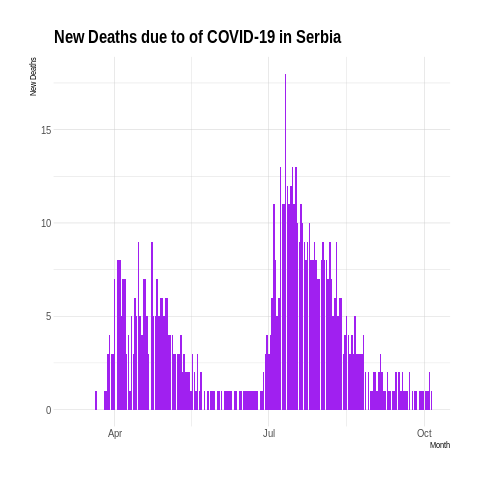 New Deaths due to of COVID-19 in Serbia
New Deaths
15
10
5
0
Apr
Jul
Oct
Month